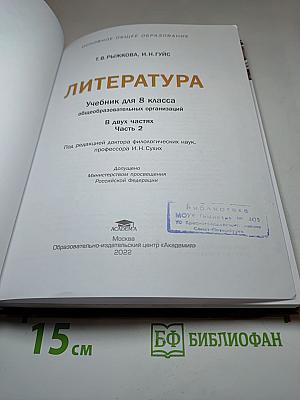 ОСНОВНОЕ ОБЩЕЕ ОБРАЗОВАНИЕ
Т. В. РЫЖКОВА, И.Н. ГУЙС
ЛИТЕРАТУРА
Учебник для 8 класса
общеобразовательных организаций
В двух частях
Часть 2
Под редакцией доктора филологических наук,
профессора И.Н. Сухих
Допущено
Министерством просвещения
Российской Федерации
Библиотека
ACADEMIA
Москва
Образовательно-издательский центр «Академия»
2022
15 см
БФ БИБЛИОФАН